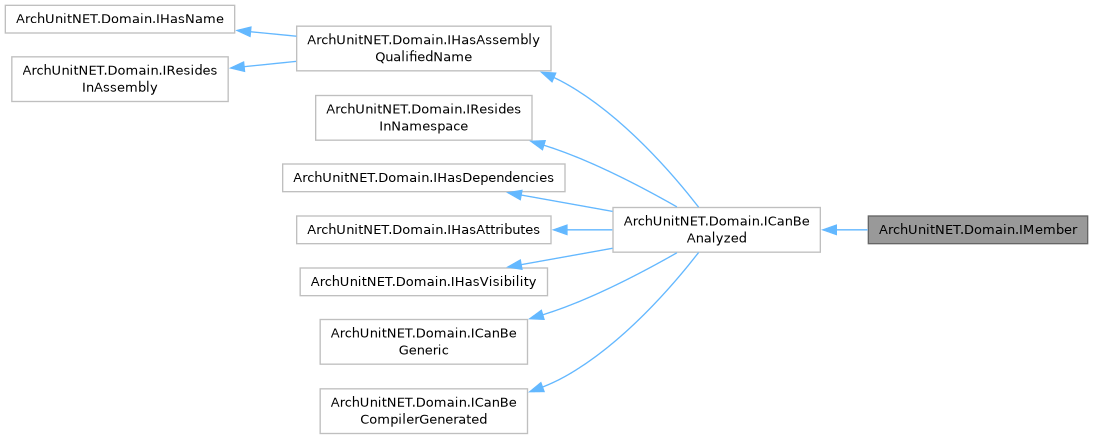 ArchUnitNET.Domain.IHasName
ArchUnitNET.Domain.IResides
InAssembly
ArchUnitNET.Domain.IHasAssembly
QualifiedName
ArchUnitNET.Domain.IResides
InNamespace
ArchUnitNET.Domain.IHasDependencies
ArchUnitNET.Domain.IHasAttributes
ArchUnitNET.Domain.IHasVisibility
ArchUnitNET.Domain.ICanBe
Generic
ArchUnitNET.Domain.ICanBe
CompilerGenerated
ArchUnitNET.Domain.ICanBe
Analyzed
ArchUnitNET.Domain.IMember